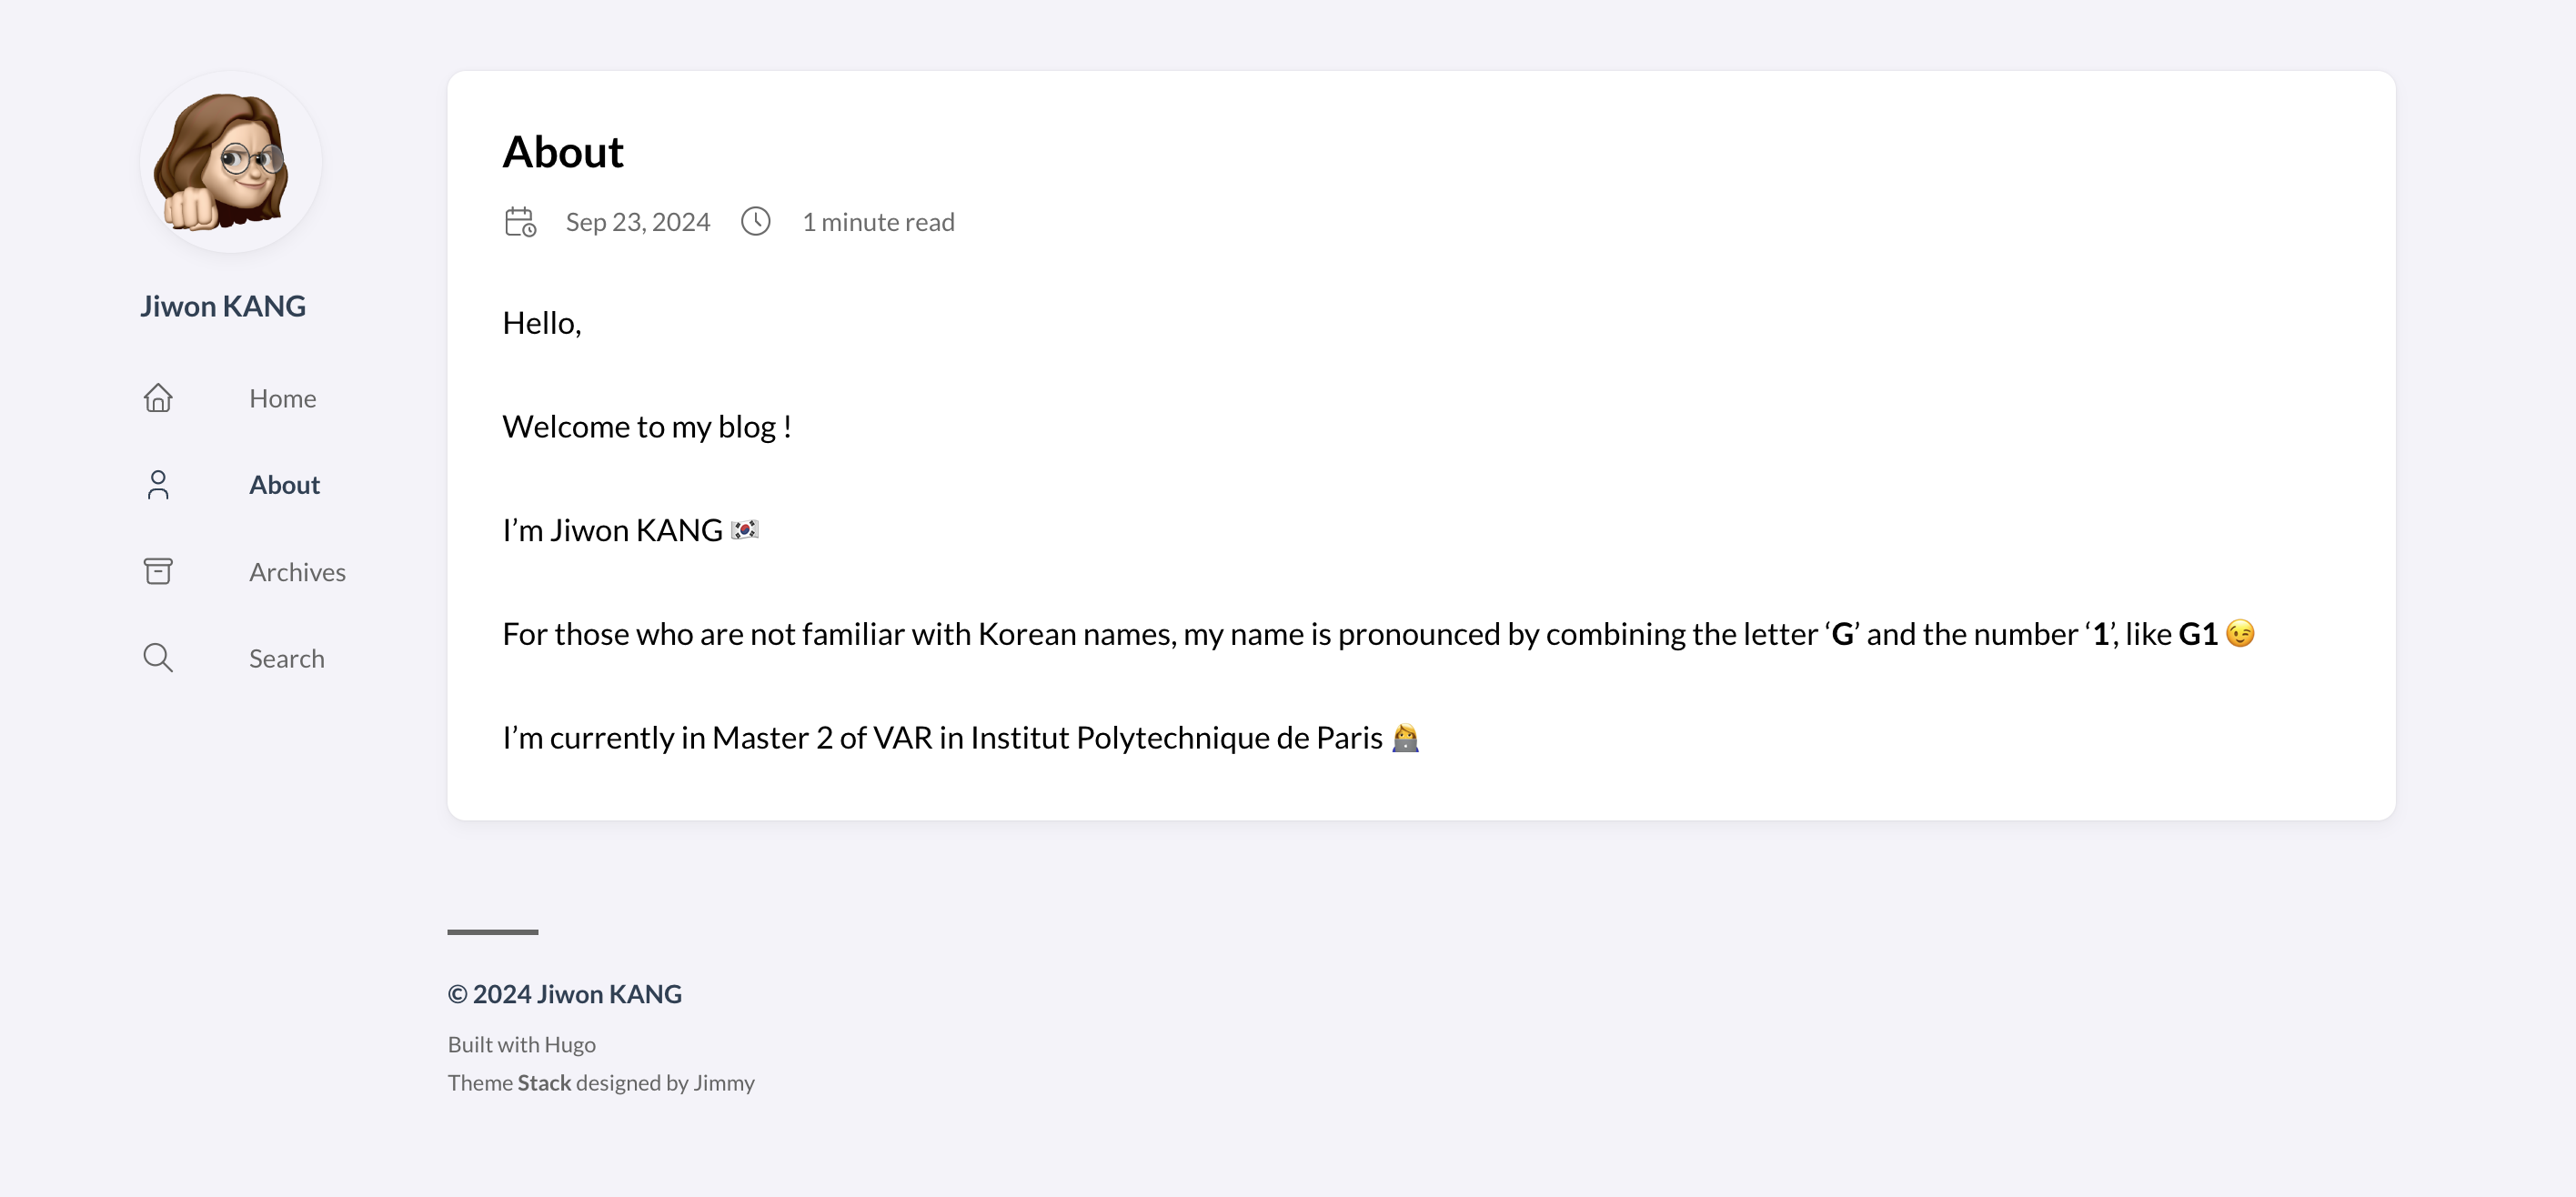 Jiwon KANG
Home
About
Archives
Search
About
Sep 23, 2024 1 minute read
Hello,
Welcome to my blog !
I’m Jiwon KANG 🇰🇷
For those who are not familiar with Korean names, my name is pronounced by combining the letter ‘G’ and the number ‘1’, like G1 😉
I’m currently in Master 2 of VAR in Institut Polytechnique de Paris 👩‍💻
© 2024 Jiwon KANG
Built with Hugo
Theme Stack designed by Jimmy